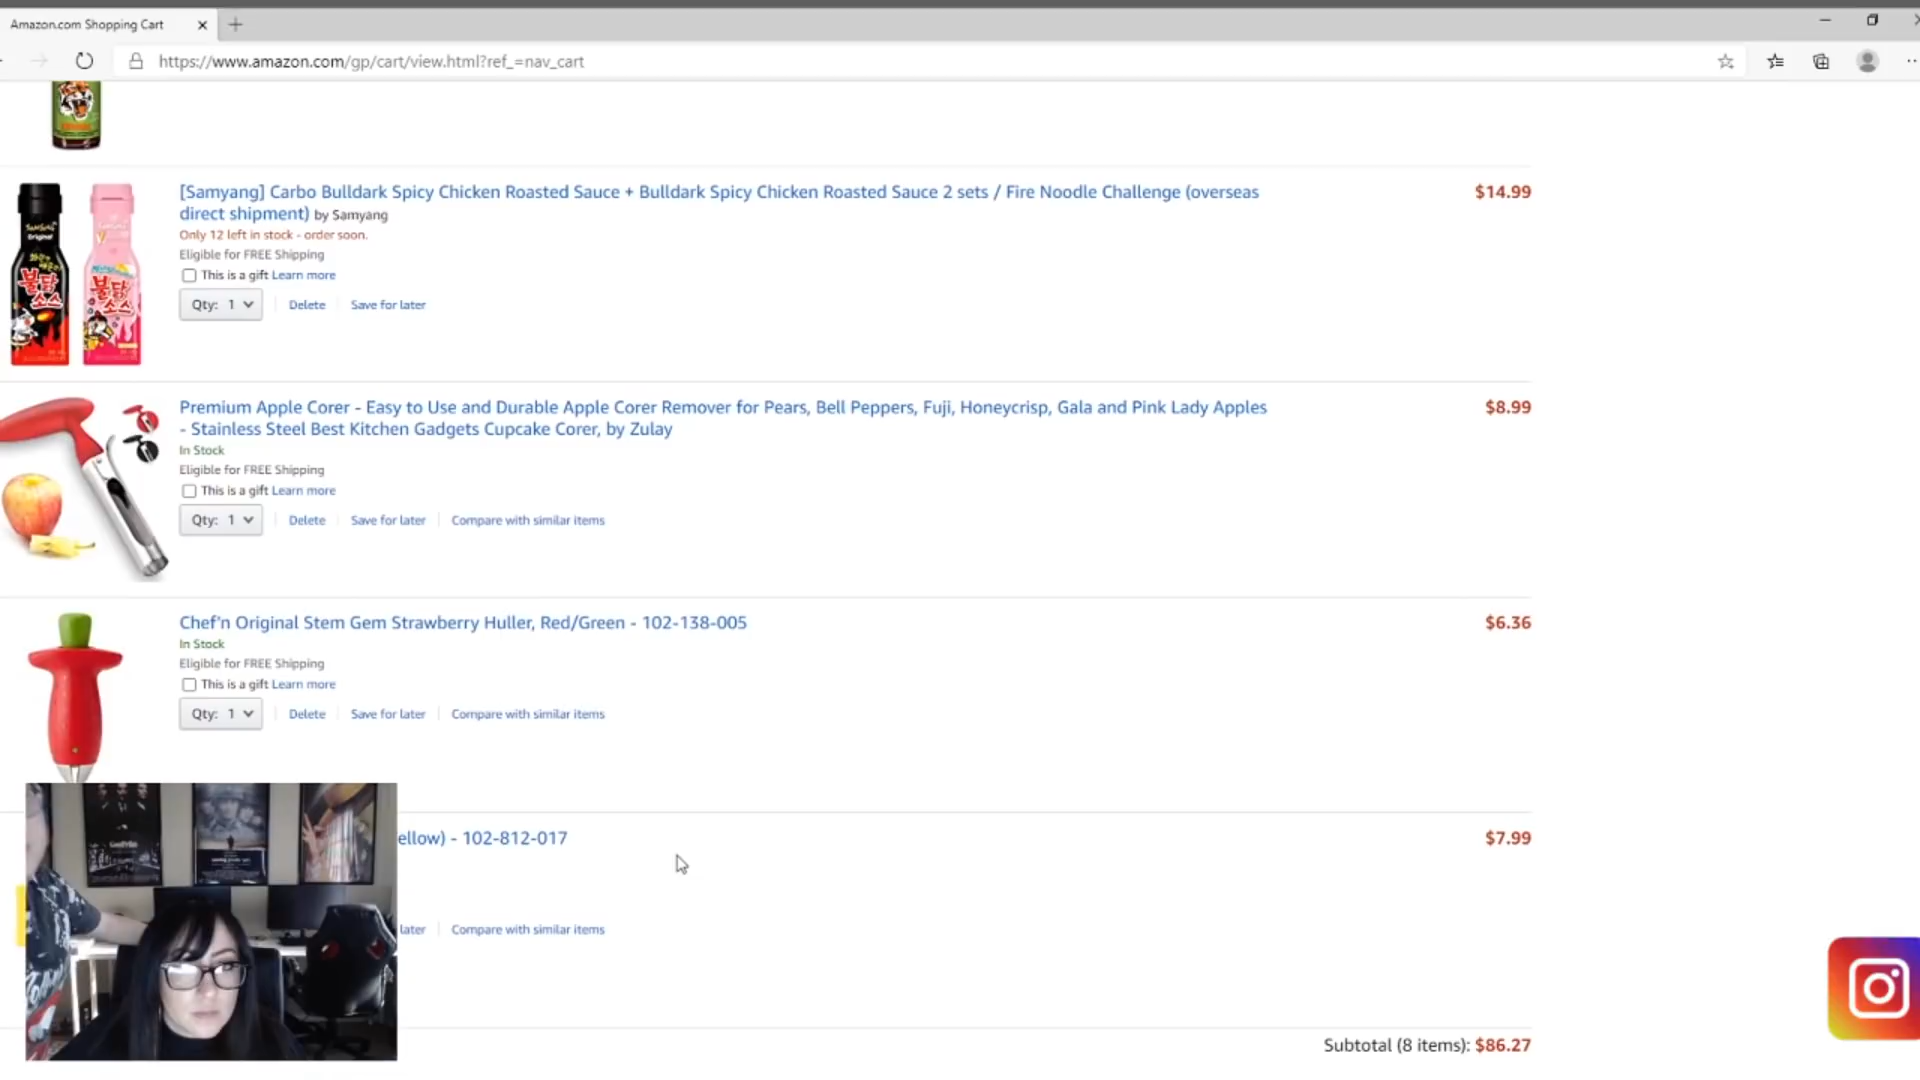 Amazon.com Shopping Cart
https://www.amazon.com/gp/cart/view.html?ref_=nav_cart
[Samyang] Carbo Bulldark Spicy Chicken Roasted Sauce + Bulldark Spicy Chicken Roasted Sauce 2 sets / Fire Noodle Challenge (overseas
direct shipment) by Samyang
$14.99
Only 12 left in stock - order soon.
Eligible for FREE Shipping
This is a gift Learn more
Qty: 1 Delete Save for later
불닭
소스
불닭
소스
Premium Apple Corer - Easy to Use and Durable Apple Corer Remover for Pears, Bell Peppers, Fuji, Honeycrisp, Gala and Pink Lady Apples
- Stainless Steel Best Kitchen Gadgets Cupcake Corer, by Zulay
$8.99
In Stock
Eligible for FREE Shipping
This is a gift Learn more
Qty: 1 Delete Save for later Compare with similar items
Chef'n Original Stem Gem Strawberry Huller, Red/Green - 102-138-005
$6.36
In Stock
Eligible for FREE Shipping
This is a gift Learn more
Qty: 1 Delete Save for later Compare with similar items
ellow) - 102-812-017
$7.99
later Compare with similar items
Subtotal (8 items): $86.27